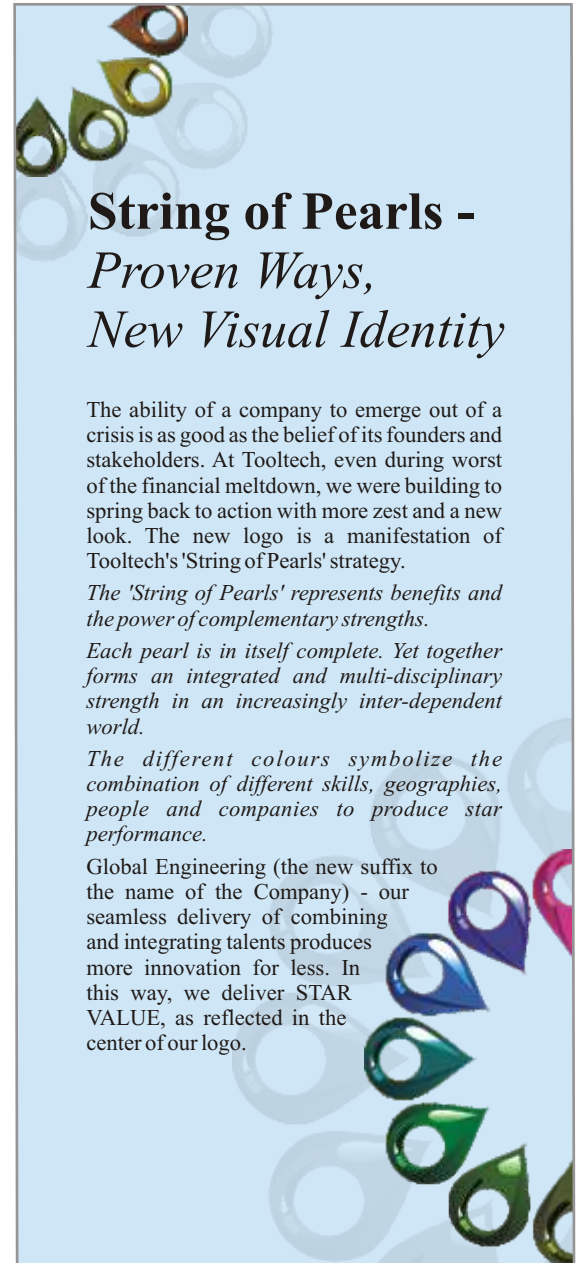 String of Pearls -
Proven Ways,
New Visual Identity
The ability of a company to emerge out of a
crisis is as good as the belief of its founders and
stakeholders. At Tooltech, even during worst
of the financial meltdown, we were building to
spring back to action with more zest and a new
look. The new logo is a manifestation of
Tooltech's 'String of Pearls' strategy.
The 'String of Pearls' represents benefits and
the power of complementary strengths.
Each pearl is in itself complete. Yet together
forms an integrated and multi-disciplinary
strength in an increasingly inter-dependent
world.
The different colours symbolize the
combination of different skills, geographies,
people and companies to produce star
performance.
Global Engineering (the new suffix to
the name of the Company) - our
seamless delivery of combining
and integrating talents produces
more innovation for less. In
this way, we deliver STAR
VALUE, as reflected in the
center of our logo.